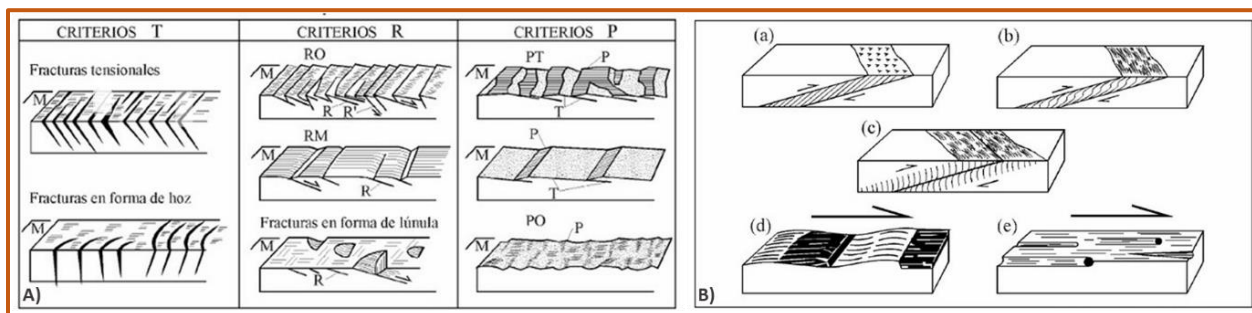 CRITERIOS T
CRITERIOS R
CRITERIOS P
Fracturas tensionales
M
Fracturas en forma de hoz
M
A)
RO
M
R R'
RM
M
R
Fracturas en forma de lúnula
M
R
PT
P
M
T
P
M
T
PO
P
M
(a)
(b)
(c)
(d)
(e)
B)